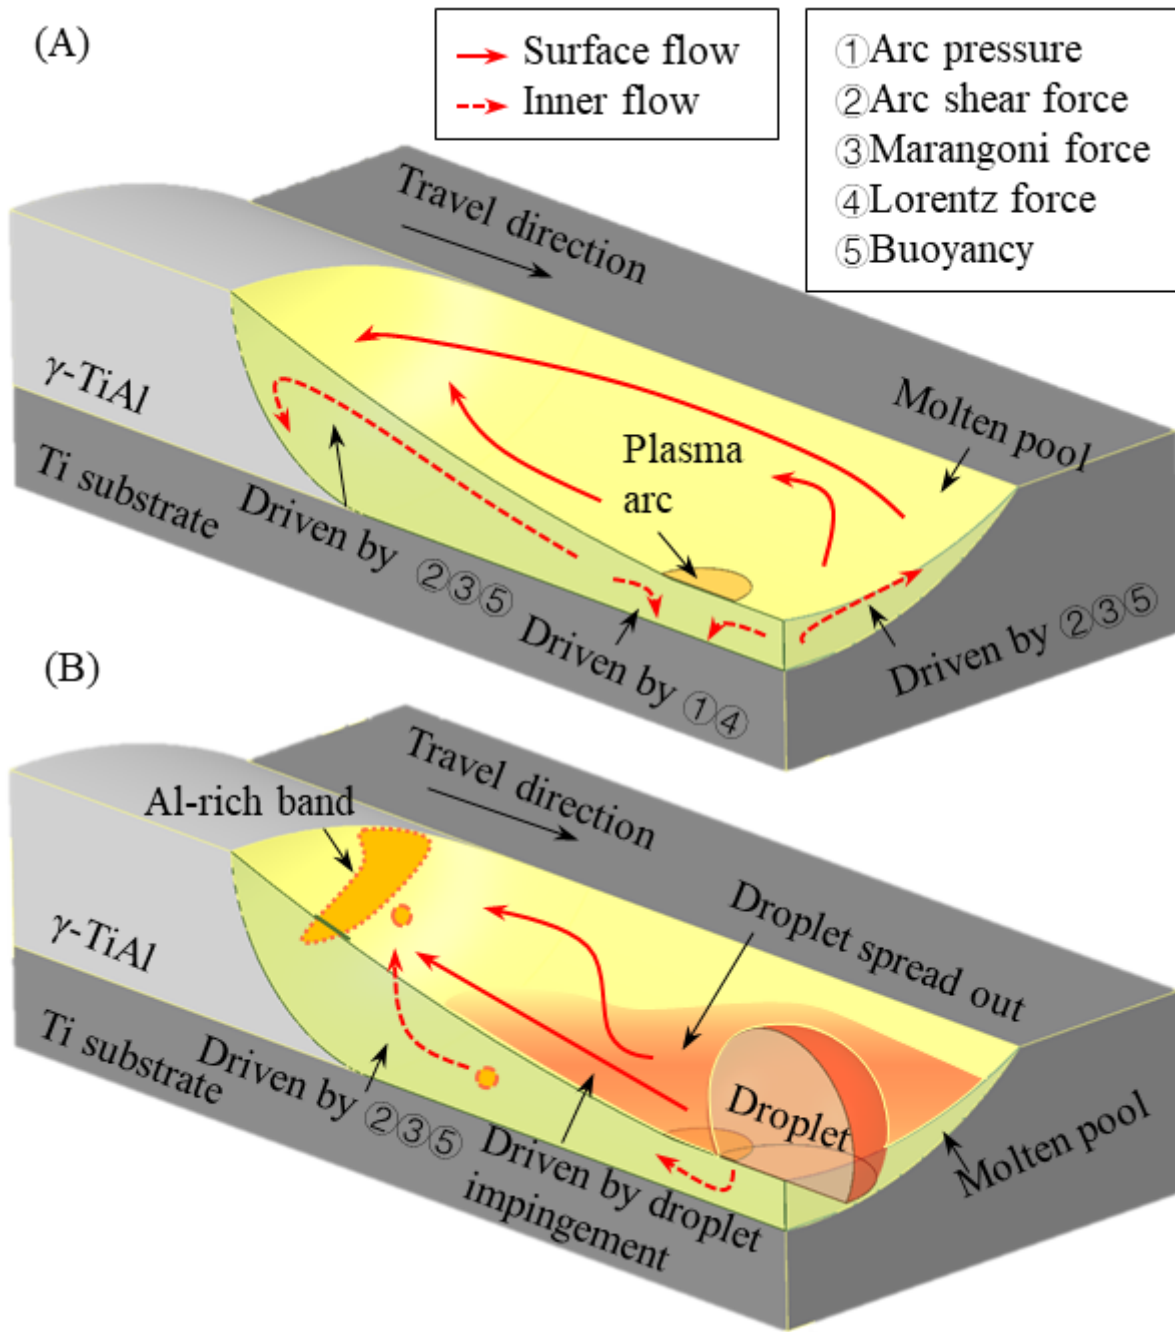 (A)
Surface flow
Inner flow
①Arc pressure
②Arc shear force
③Marangoni force
④Lorentz force
⑤Buoyancy
Travel direction
γ-TiAl
Ti substrate
Molten pool
Plasma
arc
Driven by ②③⑤
Driven by ①④
Driven by ②③⑤
(B)
Travel direction
Al-rich band
Droplet spread out
γ-TiAl
Ti substrate
Droplet
Driven by ②③⑤
Driven by droplet
impingement
Molten pool